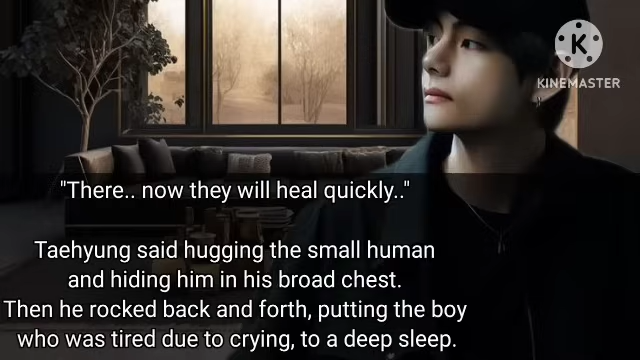 K
KINEMASTER
"There.. now they will heal quickly.."
Taehyung said hugging the small human
and hiding him in his broad chest.
Then he rocked back and forth, putting the boy
who was tired due to crying, to a deep sleep.